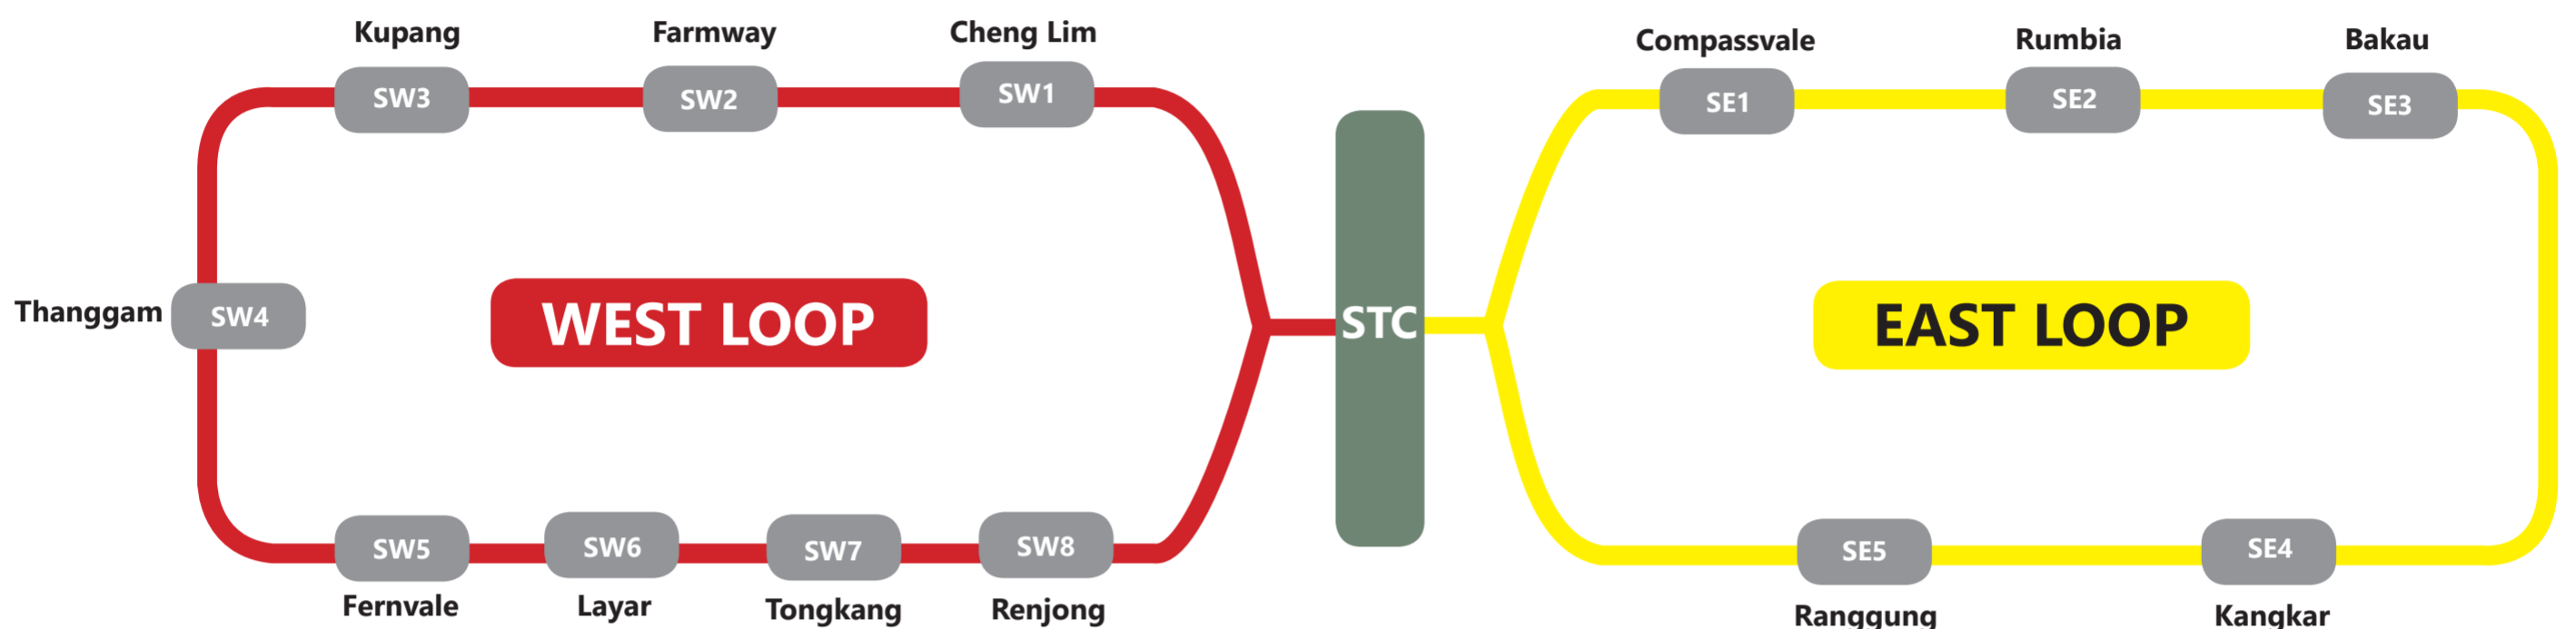 Kupang
Farmway
Cheng Lim
Compassvale
Rumbia
Bakau
SW3
SW2
SW1
SE1
SE2
SE3
Thanggam
SW4
WEST LOOP
STC
EAST LOOP
SW5
SW6
SW7
SW8
SE5
SE4
Fernvale
Layar
Tongkang
Renjong
Ranggung
Kangkar